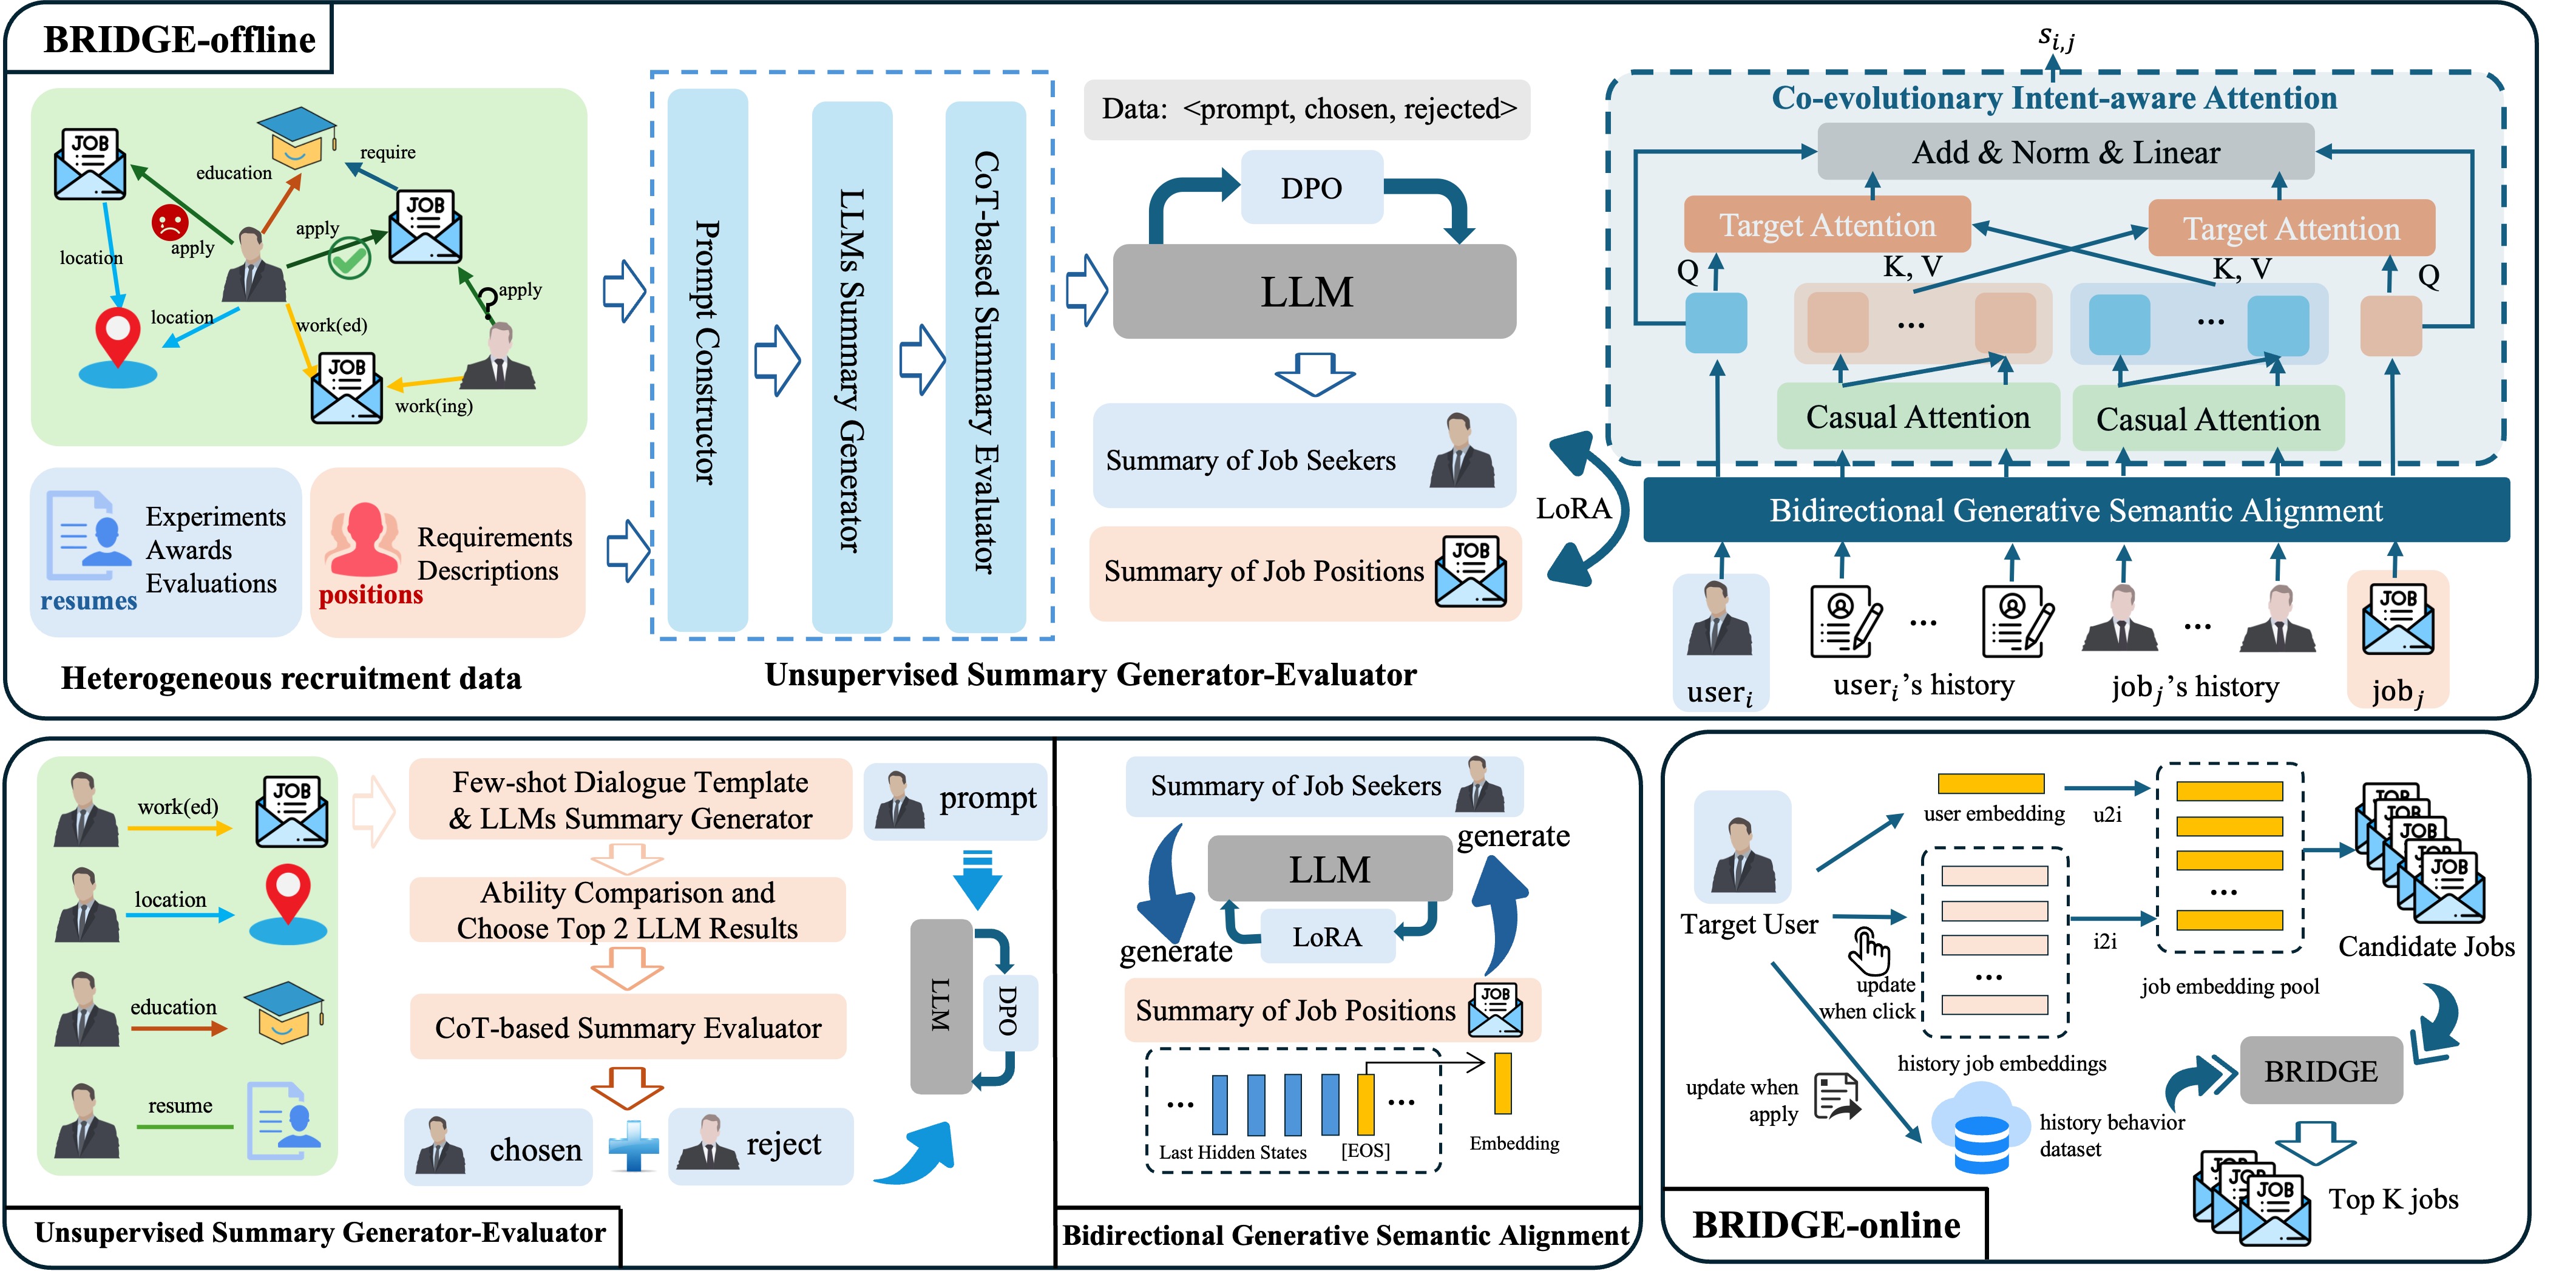 BRIDGE-offline
JOB
education
require
JOB
apply
apply
location
location
apply
work(ed)
JOB
work(ing)
Experiments
Awards
Evaluations
resumes
Requirements
Descriptions
positions
Heterogeneous recruitment data
Prompt Constructor
LLMs Summary Generator
CoT-based Summary Evaluator
Data: <prompt, chosen, rejected>
DPO
LLM
Summary of Job Seekers
Summary of Job Positions
JOB
LoRA
Unsupervised Summary Generator-Evaluator
s_{i,j}
Co-evolutionary Intent-aware Attention
Add & Norm & Linear
Target Attention
Target Attention
Q
K, V
K, V
Q
...
...
Casual Attention
Casual Attention
Bidirectional Generative Semantic Alignment
...
...
JOB
user_i
user_i's history
job_j's history
job_j
work(ed)
JOB
location
education
resume
Few-shot Dialogue Template
& LLMs Summary Generator
Ability Comparison and
Choose Top 2 LLM Results
CoT-based Summary Evaluator
chosen
reject
prompt
LLM
DPO
Unsupervised Summary Generator-Evaluator
Summary of Job Seekers
generate
LLM
LoRA
generate
Summary of Job Positions
JOB
...
...
Last Hidden States
[EOS]
Embedding
Bidirectional Generative Semantic Alignment
Target User
user embedding
u2i
...
i2i
update
when click
history job embeddings
...
job embedding pool
JOB
JOB
JOB
JOB
JOB
Candidate Jobs
update when
apply
history behavior
dataset
BRIDGE
JOB
JOB
JOB
Top K jobs
BRIDGE-online